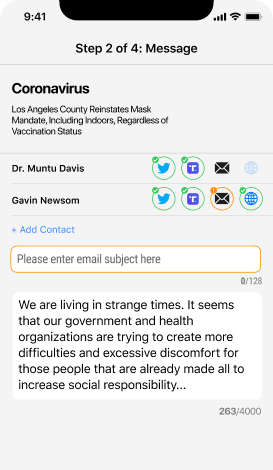 9:41
Step 2 of 4: Message
Coronavirus
Los Angeles County Reinstates Mask
Mandate, Including Indoors, Regardless of
Vaccination Status
Dr. Muntu Davis
Gavin Newsom
+ Add Contact
Please enter email subject here
0/128
We are living in strange times. It seems
that our government and health
organizations are trying to create more
difficulties and excessive discomfort for
those people that are already made all to
increase social responsibility...
263/4000